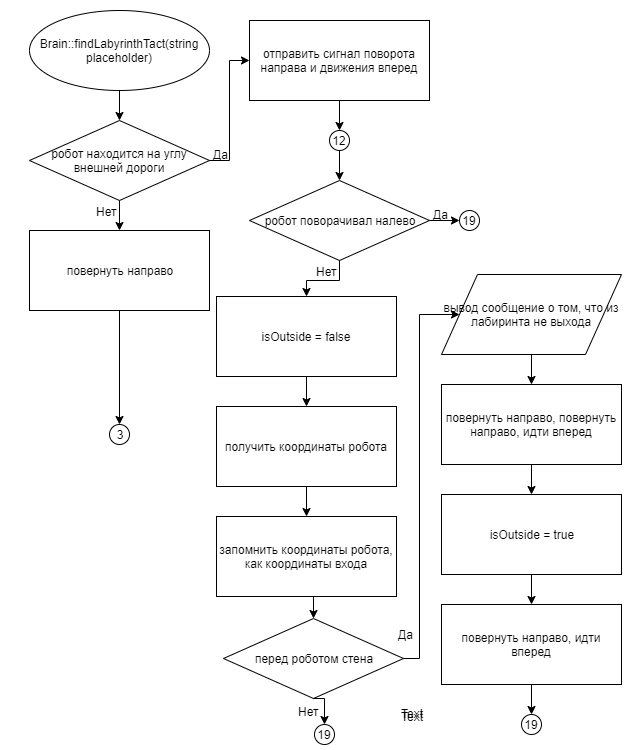 Brain::findLabyrinthTact(string
placeholder)
робот находится на углу
внешней дороги
Да
Нет
повернуть направо
3
отправить сигнал поворота
направа и движения вперед
12
робот поворачивал налево
Да
19
Нет
isOutside = false
получить координаты робота
запомнить координаты робота,
как координаты входа
перед роботом стена
Да
Нет
19
вывод сообщение о том, что из
лабиринта не выхода
повернуть направо, повернуть
направо, идти вперед
isOutside = true
повернуть направо, идти
вперед
19
Text
Text